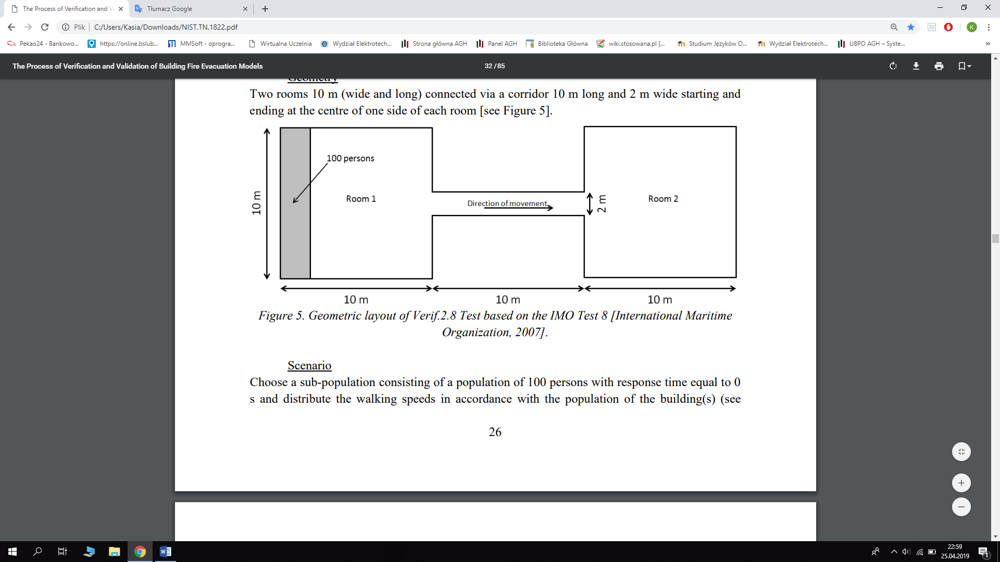 The Process of Verification and V
Tłumacz Google
Plik
C:/Users/Kasia/Downloads/NIST.TN.1822.pdf
K
Pekao24 - Bankowo...
https://online.bslub...
MMSoft - oprogra...
Wirtualna Uczelnia
Wydział Elektrotech...
Strona główna AGH
Panel AGH
Biblioteka Główna
wiki.stosowana.pl [...
Studium Języków O...
Wydział Elektrotech...
UBPO AGH – Syste...
»
The Process of Verification and Validation of Building Fire Evacuation Models
32 / 85
Geometry
Two rooms 10 m (wide and long) connected via a corridor 10 m long and 2 m wide starting and
ending at the centre of one side of each room [see Figure 5].
100 persons
10 m
Room 1
Direction of movement
2 m
Room 2
10 m
10 m
10 m
Figure 5. Geometric layout of Verif.2.8 Test based on the IMO Test 8 [International Maritime
Organization, 2007].
Scenario
Choose a sub-population consisting of a population of 100 persons with response time equal to 0
s and distribute the walking speeds in accordance with the population of the building(s) (see
26
22:59
25.04.2019
1